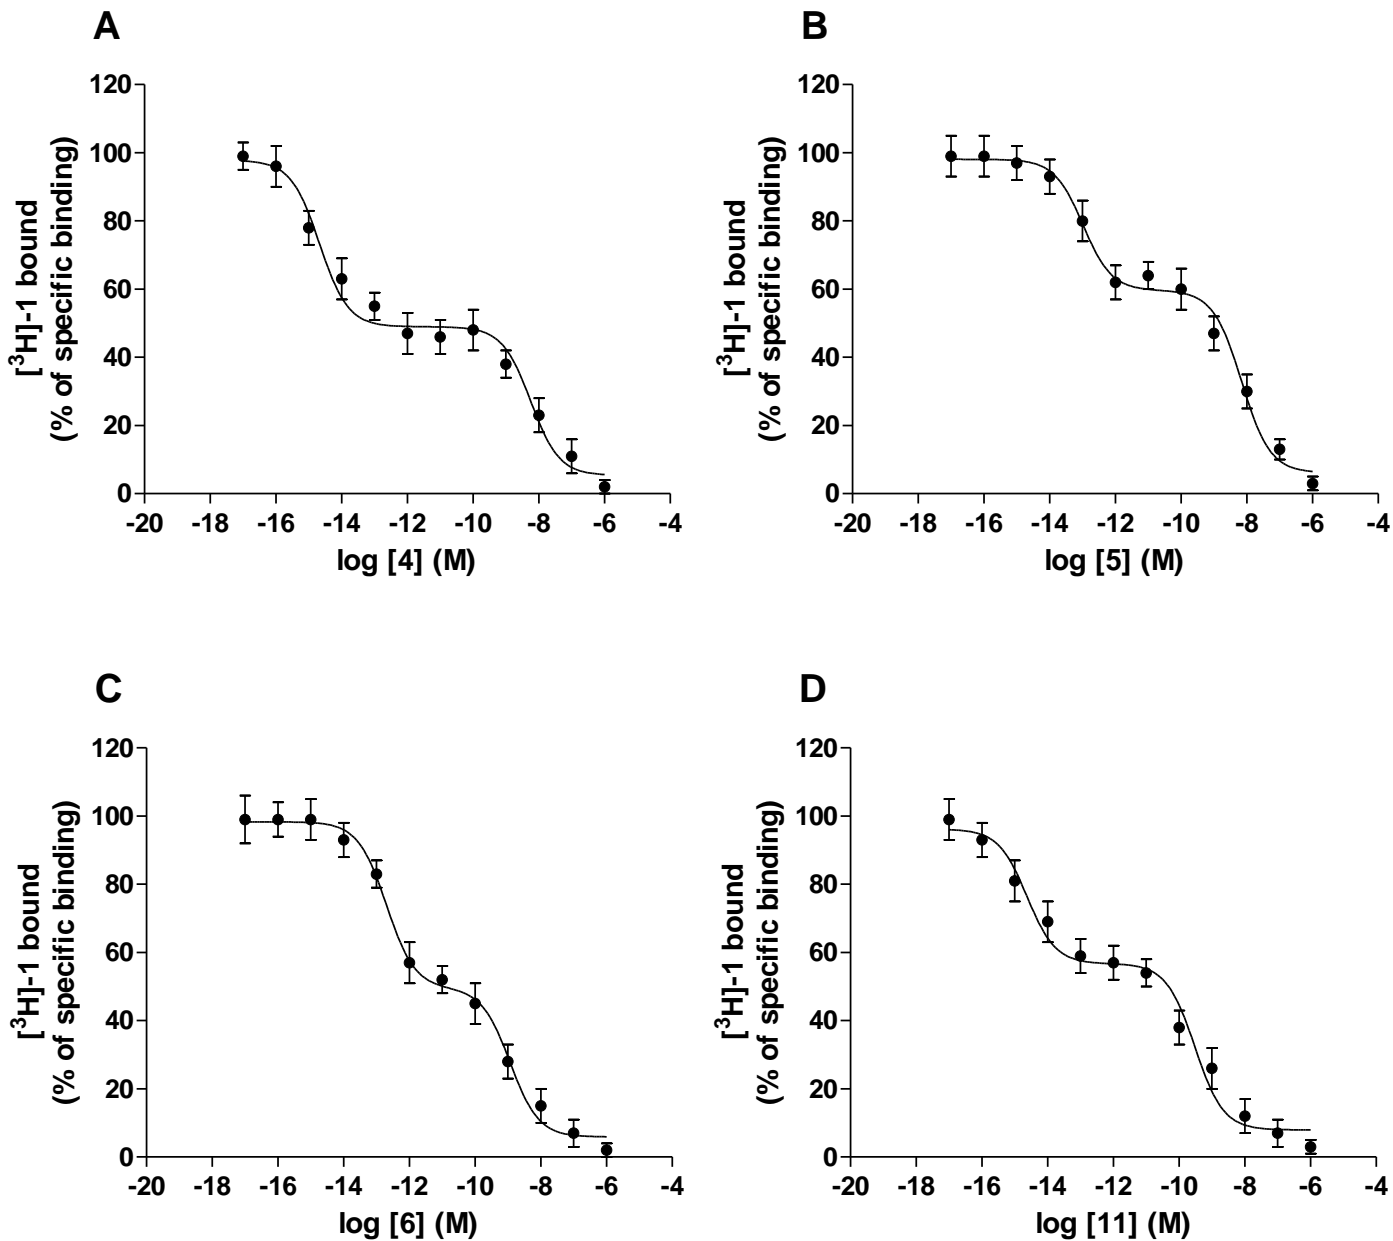 A
[³H]-1 bound
(% of specific binding)
120
100
80
60
40
20
0
-20 -18 -16 -14 -12 -10 -8 -6 -4
log [4] (M)
B
[³H]-1 bound
(% of specific binding)
120
100
80
60
40
20
0
-20 -18 -16 -14 -12 -10 -8 -6 -4
log [5] (M)
C
[³H]-1 bound
(% of specific binding)
120
100
80
60
40
20
0
-20 -18 -16 -14 -12 -10 -8 -6 -4
log [6] (M)
D
[³H]-1 bound
(% of specific binding)
120
100
80
60
40
20
0
-20 -18 -16 -14 -12 -10 -8 -6 -4
log [11] (M)